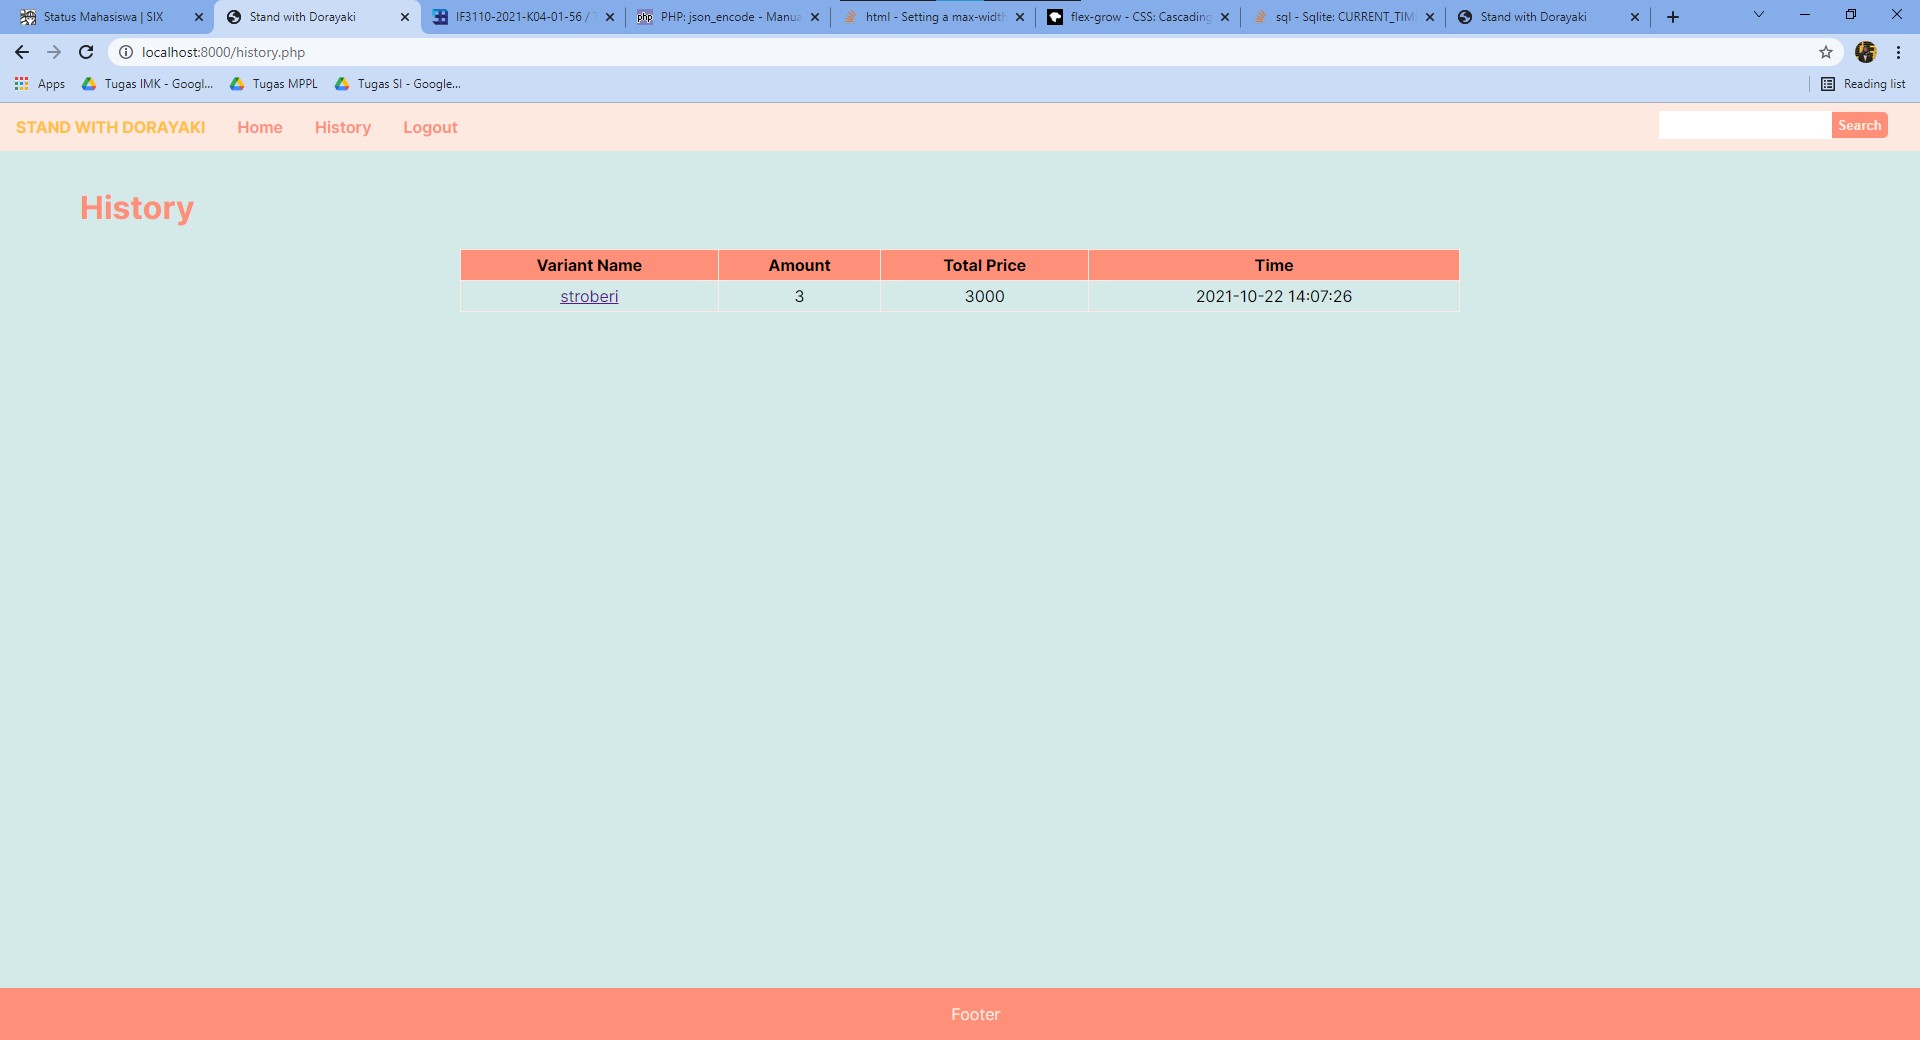 Status Mahasiswa | SIX
Stand with Dorayaki
IF3110-2021-K04-01-56 /
PHP: json_encode - Manua
html - Setting a max-width
flex-grow - CSS: Cascading
sql - Sqlite: CURRENT_TIM
Stand with Dorayaki
localhost:8000/history.php
Apps
Tugas IMK - Googl...
Tugas MPPL
Tugas SI - Google...
Reading list
STAND WITH DORAYAKI
Home
History
Logout
Search
History
Variant Name Amount Total Price Time
stroberi 3 3000 2021-10-22 14:07:26
Footer